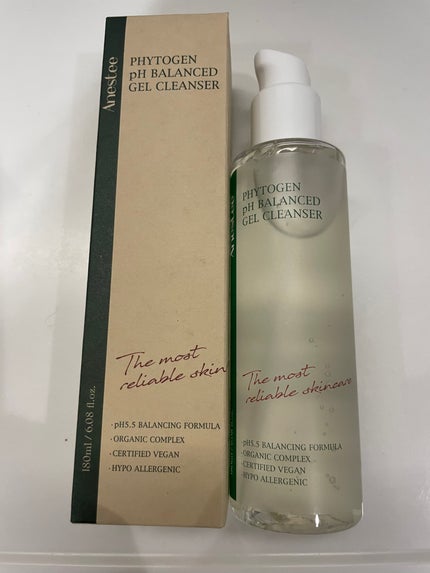 Anestee
PHYTOGEN
pH BALANCED
GEL CLEANSER
The most
reliable skin
·pH5.5 BALANCING FORMULA
·ORGANIC COMPLEX
·CERTIFIED VEGAN
·HYPO ALLERGENIC
180ml / 6.08 fl.oz.
PHYTOGEN
pH BALANCED
GEL CLEANSER
Anestee
The most
reliable skincare
·pH5.5 BALANCING FORMULA
·ORGANIC COMPLEX
·CERTIFIED VEGAN
·HYPO ALLERGENIC